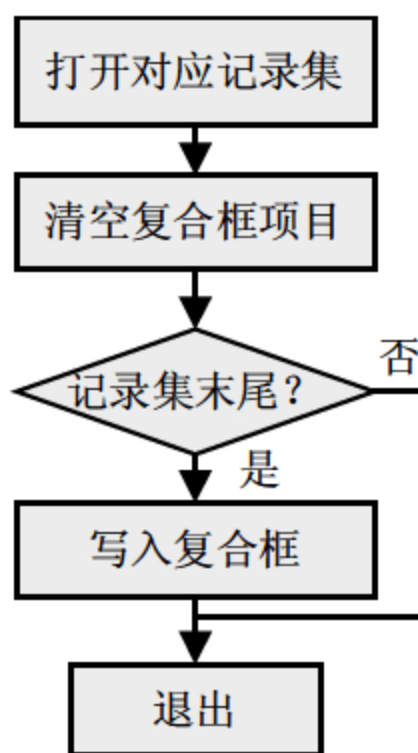 打开对应记录集
清空复合框项目
记录集末尾？
否
是
写入复合框
退出